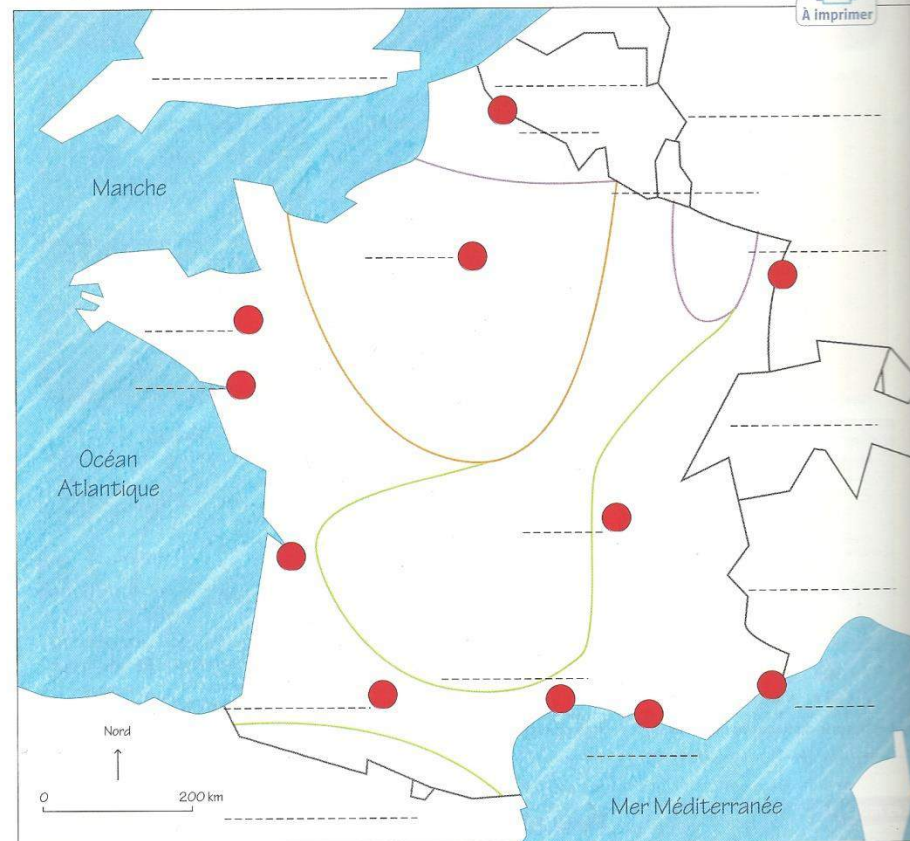 À imprimer
Manche
Océan
Atlantique
Nord
0 200 km
Mer Méditerranée